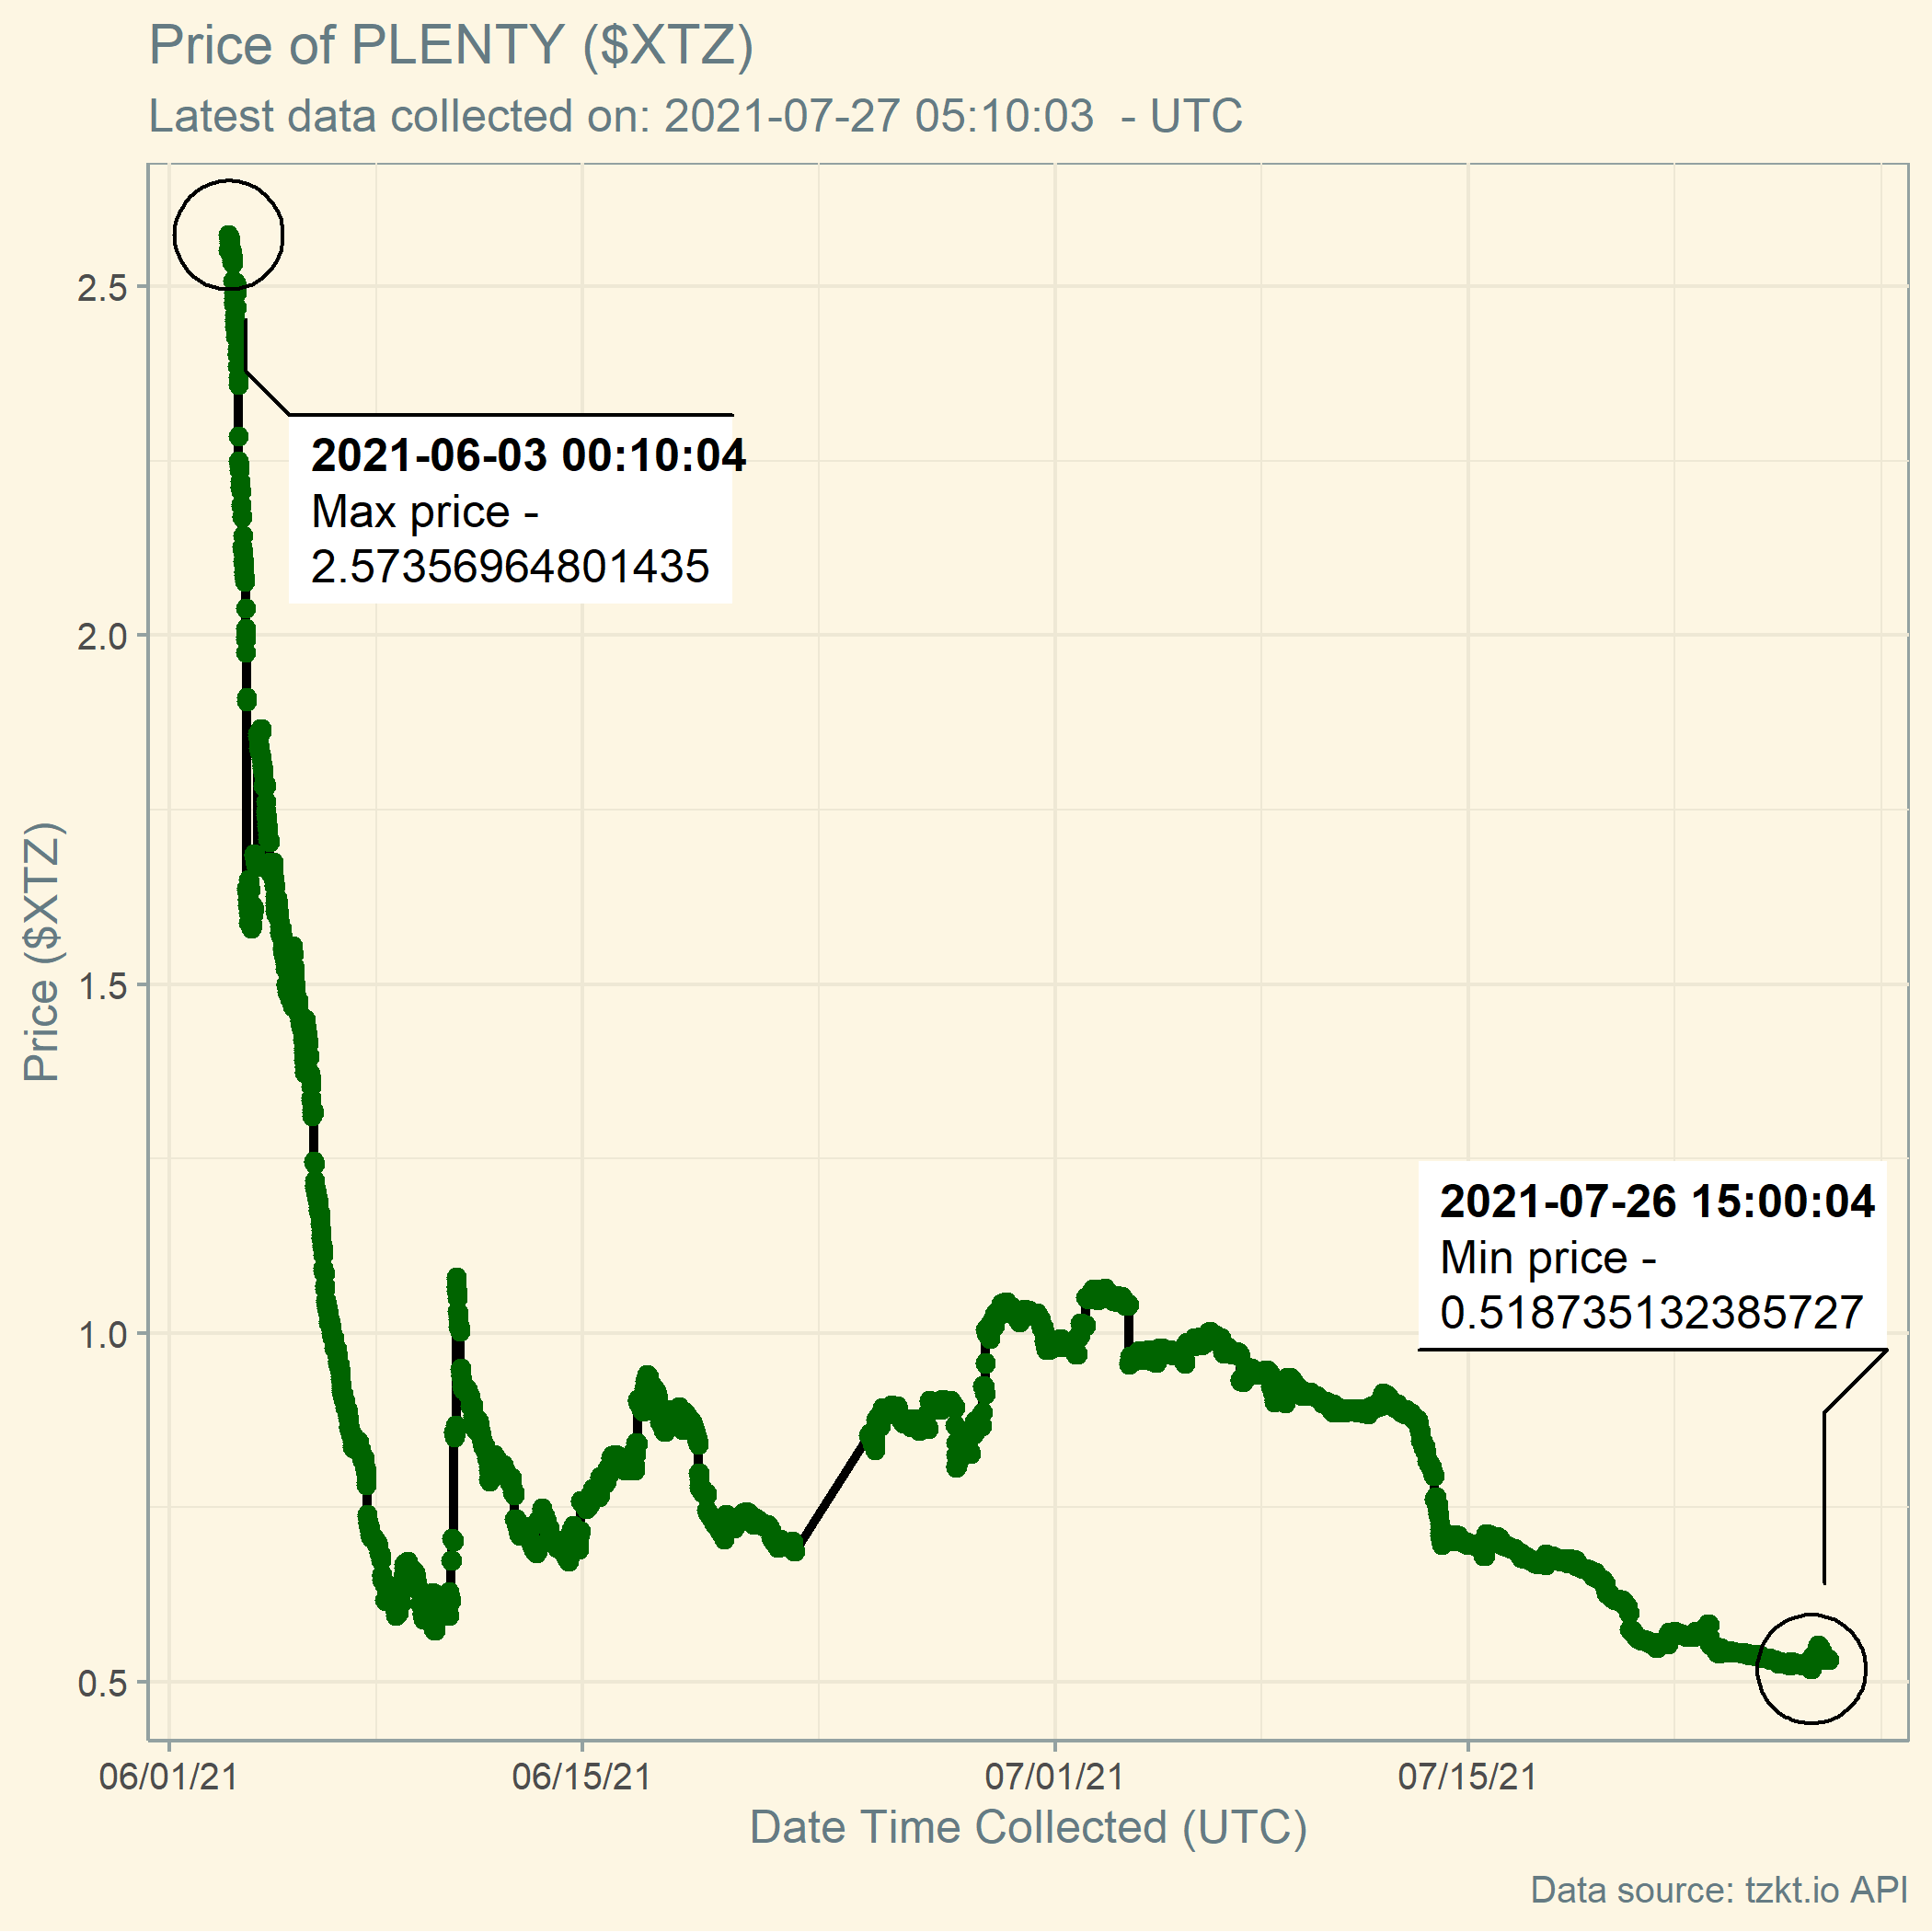 Price of PLENTY ($XTZ)
Latest data collected on: 2021-07-27 05:10:03  - UTC
Price ($XTZ)
2.5
2.0
1.5
1.0
0.5
2021-06-03 00:10:04
Max price -
2.57356964801435
2021-07-26 15:00:04
Min price -
0.518735132385727
06/01/21
06/15/21
07/01/21
07/15/21
Date Time Collected (UTC)
Data source: tzkt.io API